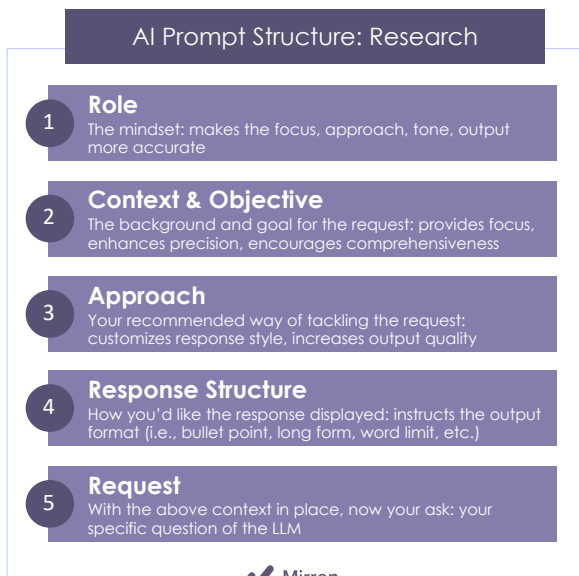 AI Prompt Structure: Research
1
Role
The mindset: makes the focus, approach, tone, output
more accurate
2
Context & Objective
The background and goal for the request: provides focus,
enhances precision, encourages comprehensiveness
3
Approach
Your recommended way of tackling the request:
customizes response style, increases output quality
4
Response Structure
How you’d like the response displayed: instructs the output
format (i.e., bullet point, long form, word limit, etc.)
5
Request
With the above context in place, now your ask: your
specific question of the LLM